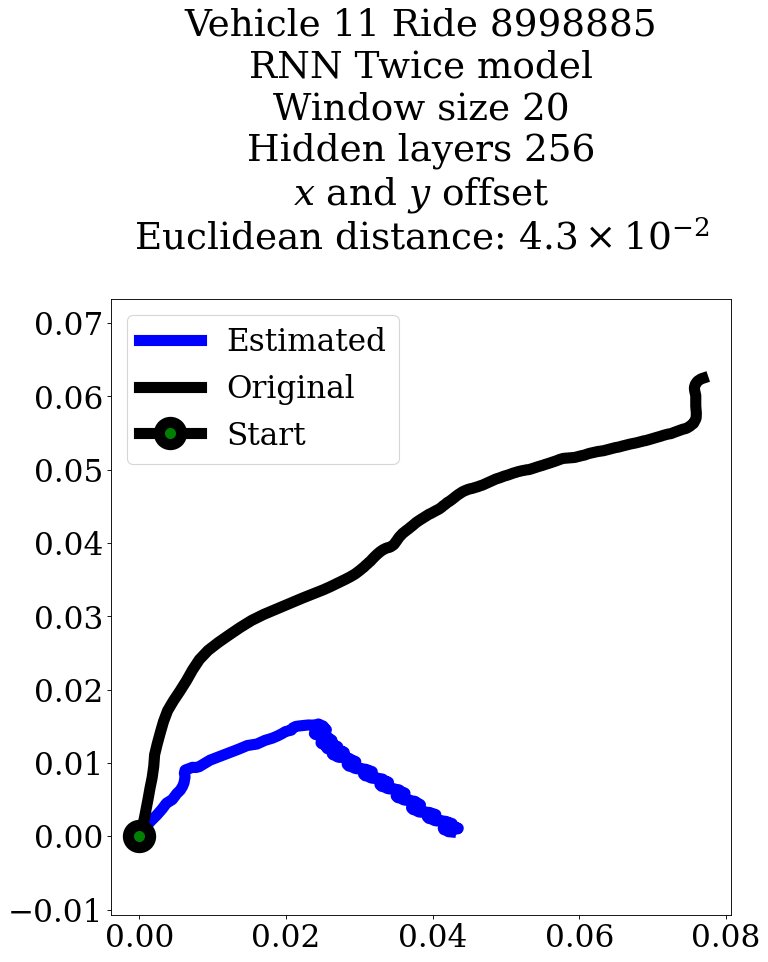 Vehicle 11 Ride 8998885
RNN Twice model
Window size 20
Hidden layers 256
x and y offset
Euclidean distance: 4.3 × 10⁻²
Estimated
Original
Start
0.07
0.06
0.05
0.04
0.03
0.02
0.01
0.00
−0.01
0.00 0.02 0.04 0.06 0.08